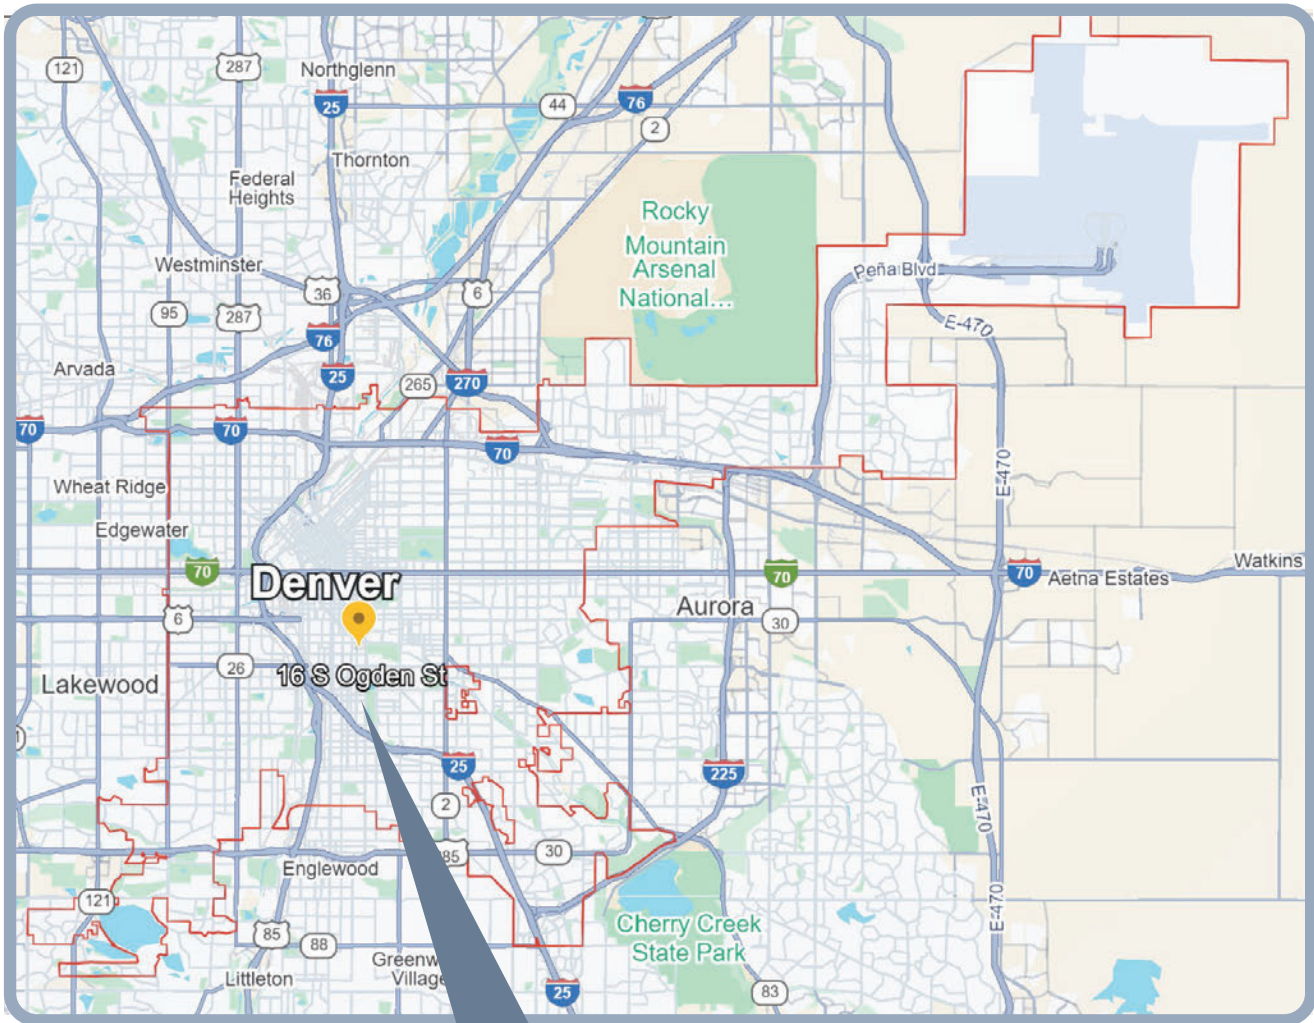 121
287
Northglenn
25
44
76
2
Thornton
Federal
Heights
Rocky
Mountain
Arsenal
National...
Westminster
36
6
Peña Blvd
95
287
76
E-470
Arvada
25
265
270
70
70
70
Wheat Ridge
E-470
Edgewater
70
Denver
70
70
Aetna Estates
Watkins
6
Aurora
30
26
16 S Ogden St
Lakewood
25
225
2
E-470
85
30
Englewood
121
E-470
Cherry Creek
State Park
85
88
Greenw
Village
Littleton
25
83